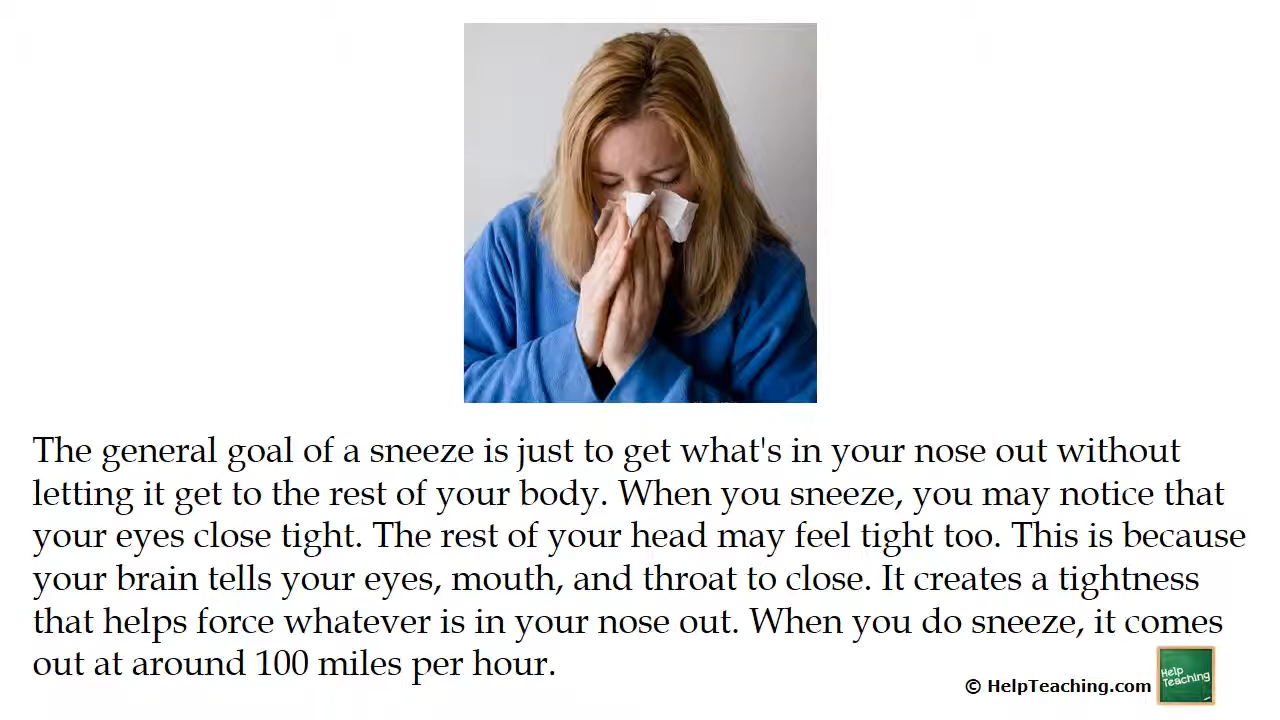 The general goal of a sneeze is just to get what's in your nose out without
letting it get to the rest of your body. When you sneeze, you may notice that
your eyes close tight. The rest of your head may feel tight too. This is because
your brain tells your eyes, mouth, and throat to close. It creates a tightness
that helps force whatever is in your nose out. When you do sneeze, it comes
out at around 100 miles per hour.
© HelpTeaching.com
Help
Teaching